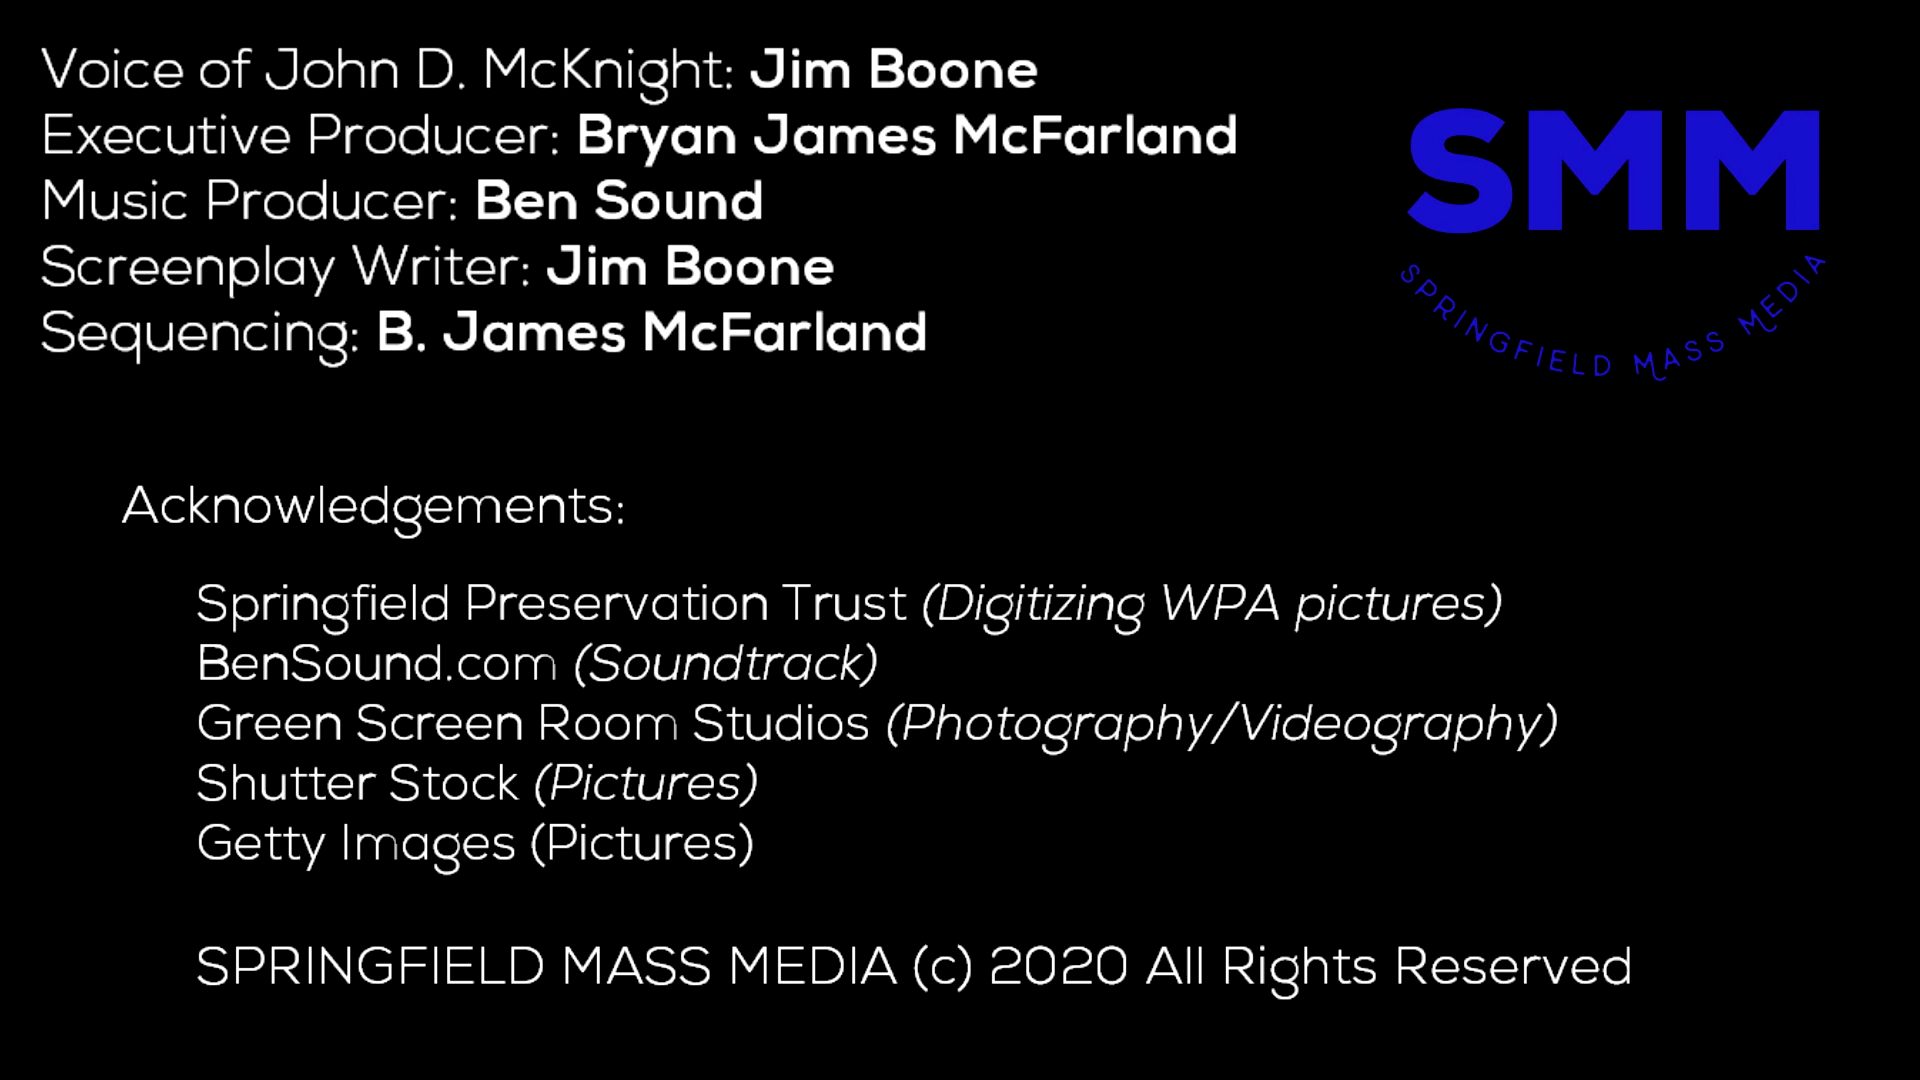 Voice of John D. McKnight: Jim Boone
Executive Producer: Bryan James McFarland
Music Producer: Ben Sound
Screenplay Writer: Jim Boone
Sequencing: B. James McFarland
SMM
SPRINGFIELD MASS MEDIA
Acknowledgements:
Springfield Preservation Trust (Digitizing WPA pictures)
BenSound.com (Soundtrack)
Green Screen Room Studios (Photography/Videography)
Shutter Stock (Pictures)
Getty Images (Pictures)
SPRINGFIELD MASS MEDIA (c) 2020 All Rights Reserved